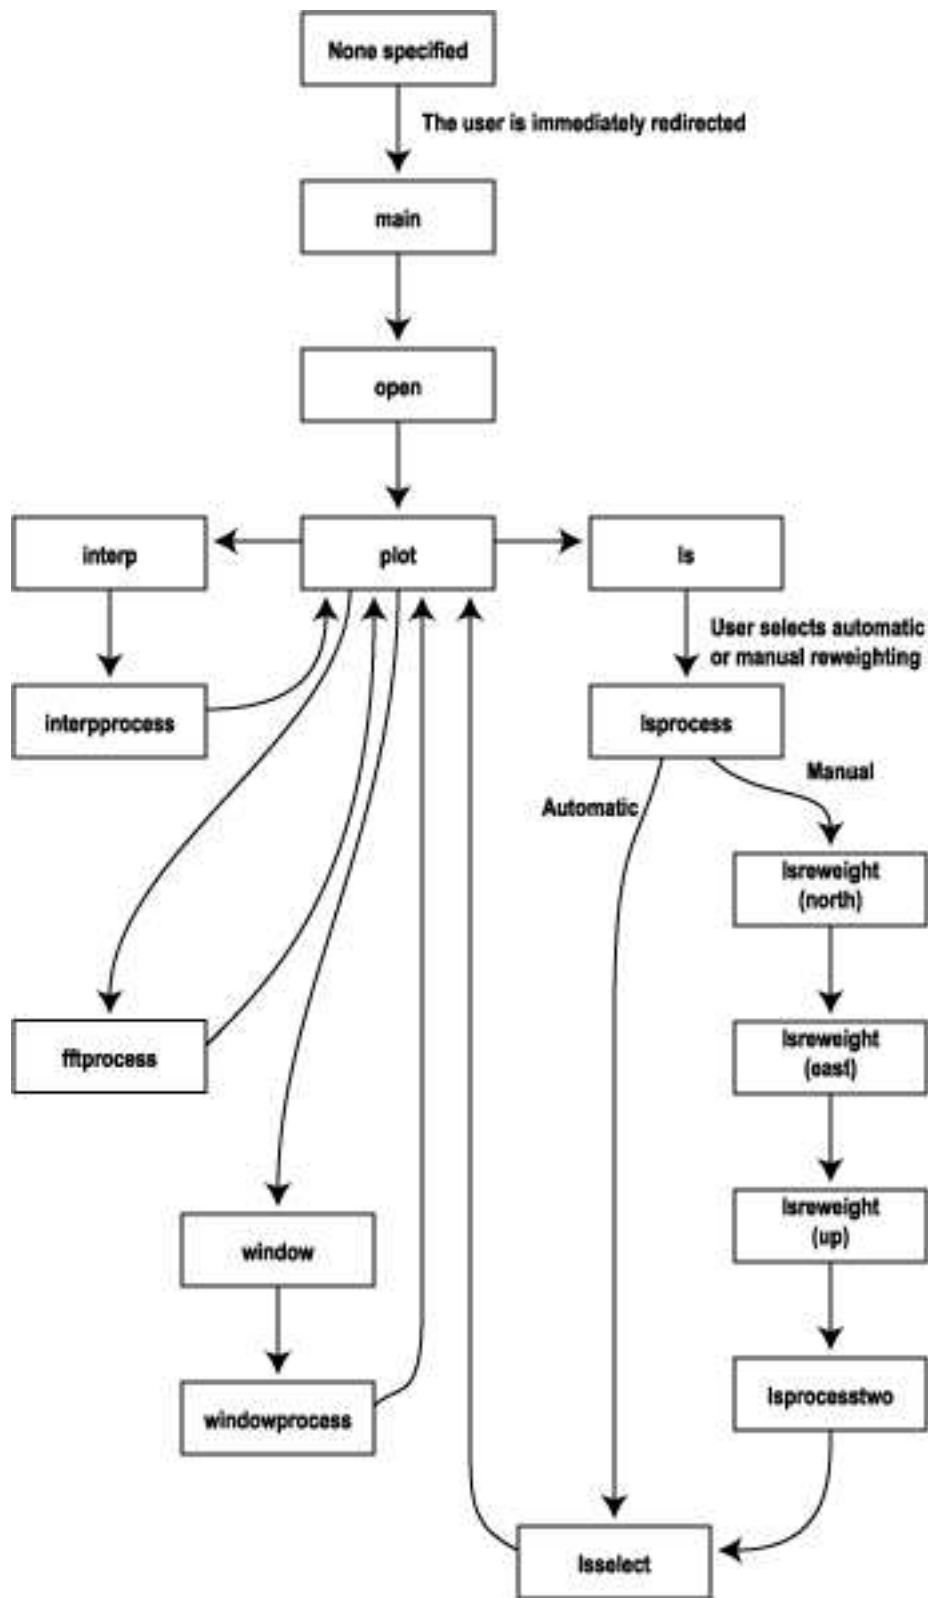 None specified
The user is immediately redirected
main
open
interp
plot
ls
User selects automatic
or manual reweighting
interpprocess
lsprocess
Manual
Automatic
lsreweight
(north)
fftprocess
lsreweight
(east)
lsreweight
(up)
window
lsprocesstwo
windowprocess
lsselect